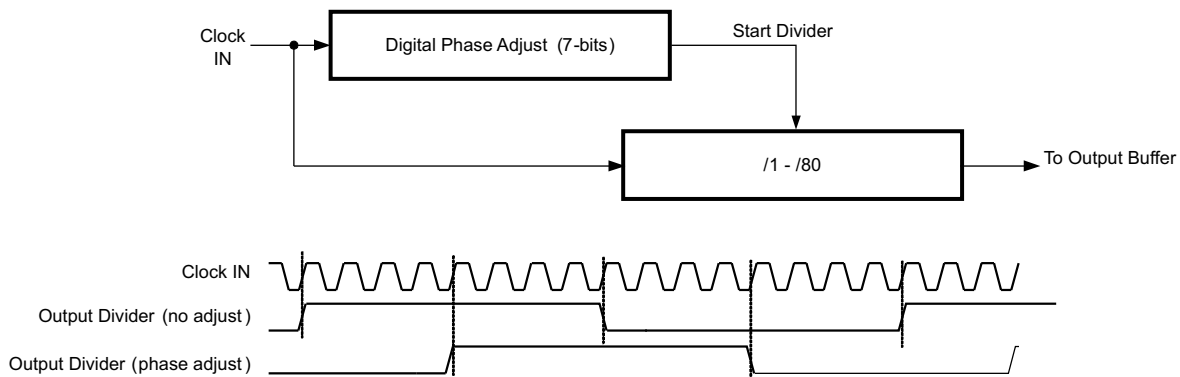 Clock
IN
Digital Phase Adjust (7-bits)
Start Divider
/1 - /80
To Output Buffer
Clock IN
Output Divider (no adjust)
Output Divider (phase adjust)